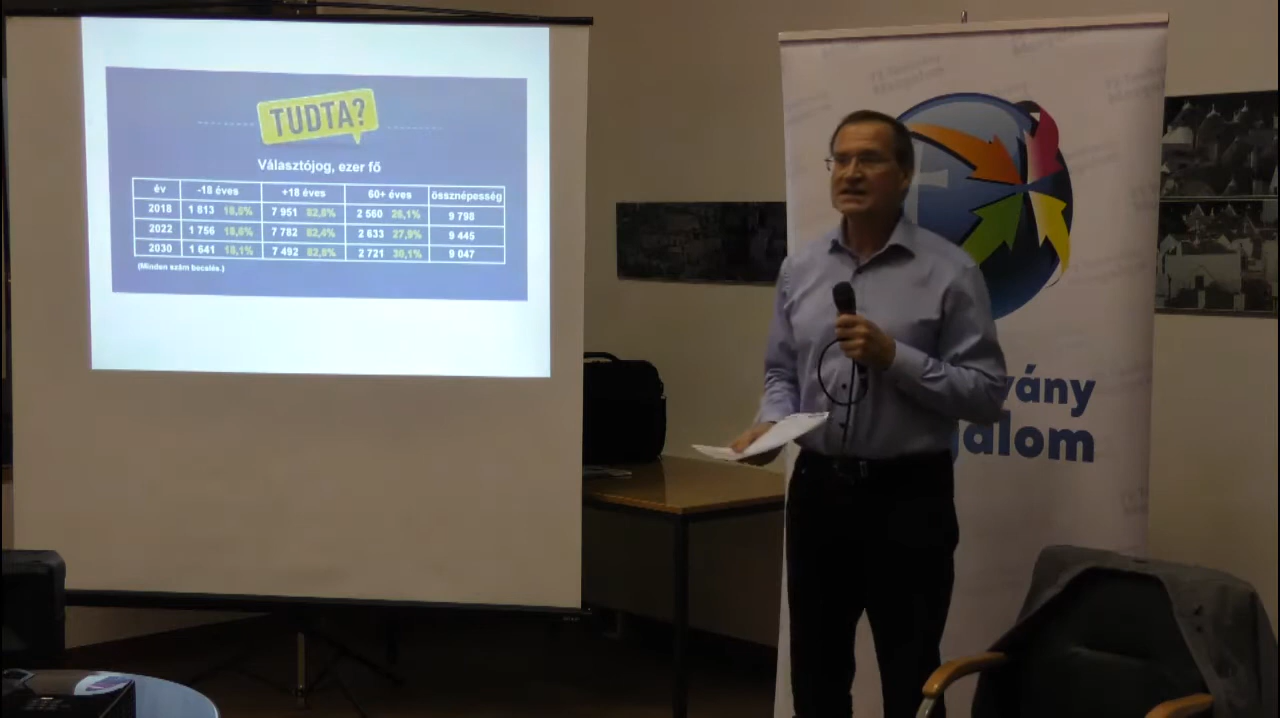 TUDTA?
Választójog, ezer fő
év -18 éves +18 éves 60+ éves össznépesség
2018 1 813 18,5% 7 951 82,8% 2 560 26,1% 9 798
2022 1 756 18,6% 7 782 82,4% 2 633 27,9% 9 445
2030 1 641 18,1% 7 492 82,8% 2 721 30,1% 9 047
(Minden szám becslés.)
vány
alom